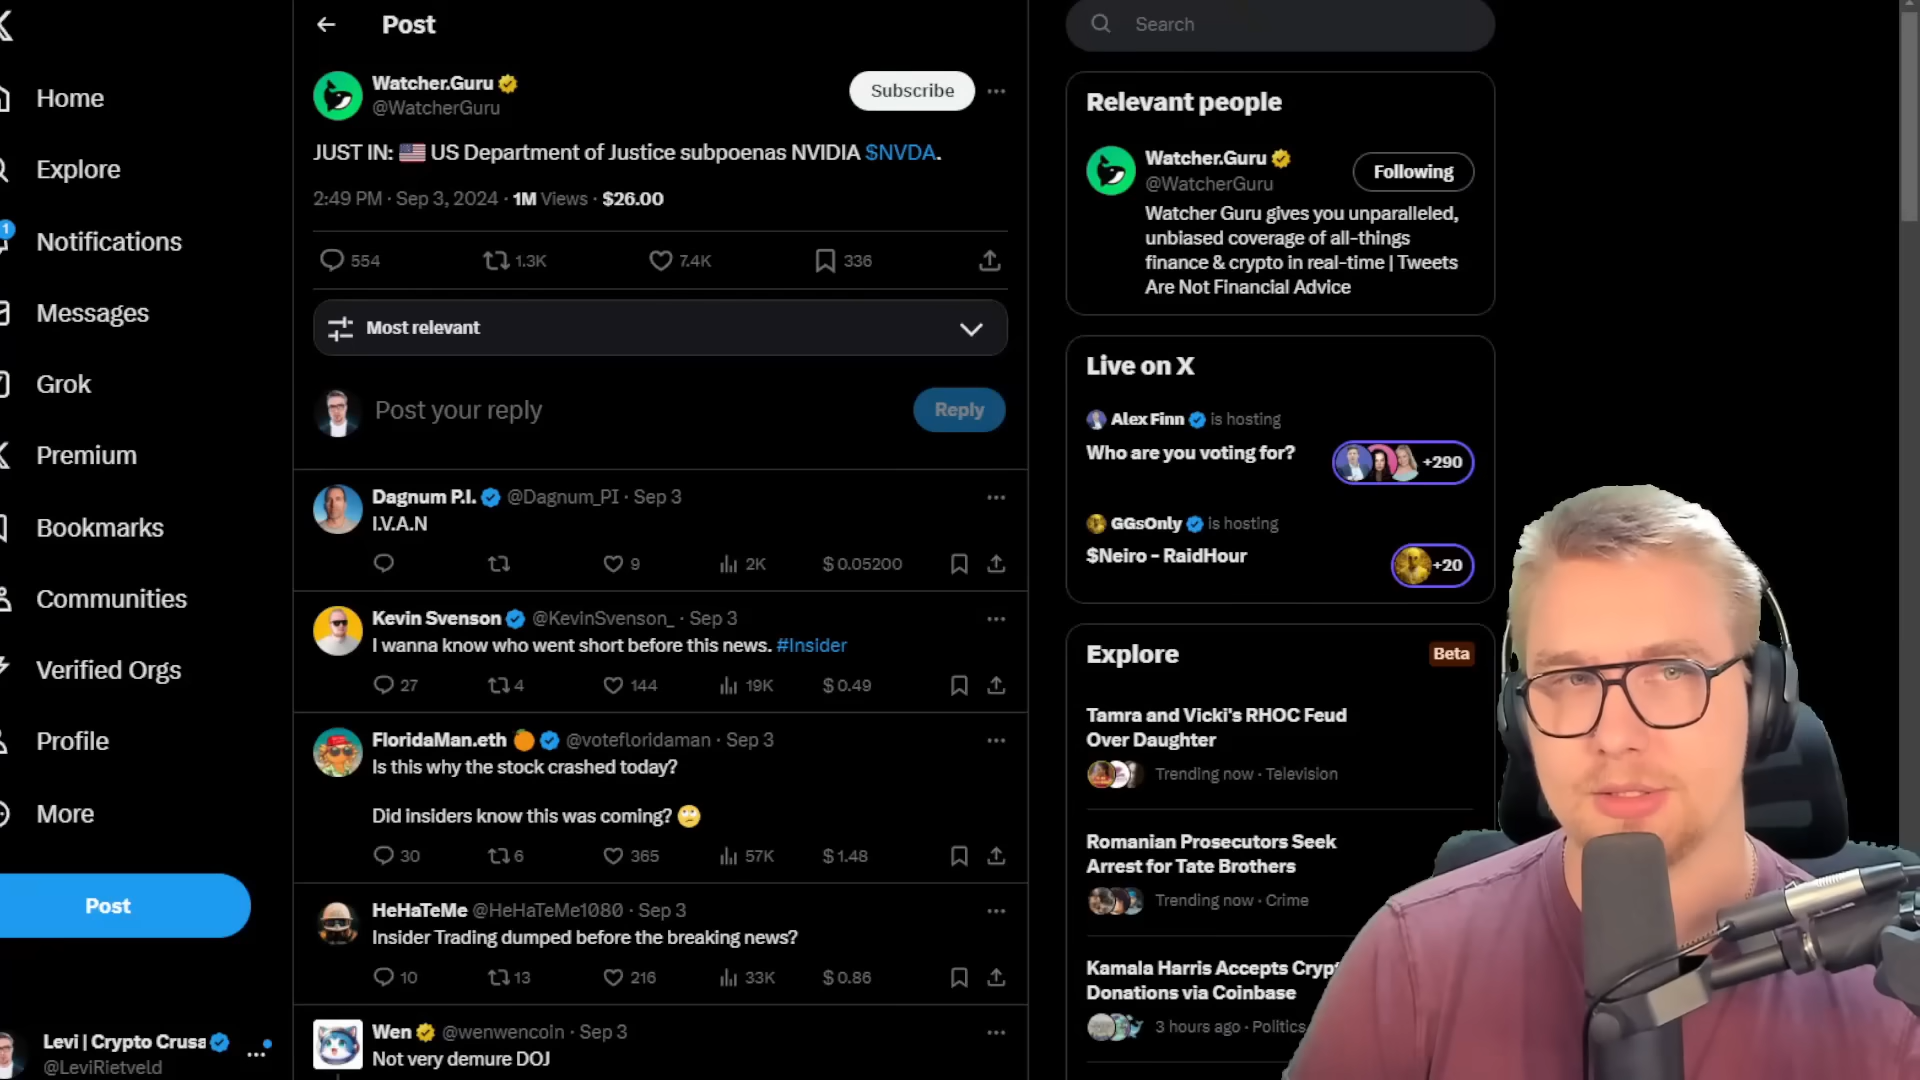 Home
Explore
1
Notifications
Messages
Grok
Premium
Bookmarks
Communities
Verified Orgs
Profile
More
Post
Levi | Crypto Crusa
@LeviRietveld
Post
Watcher.Guru
@WatcherGuru
Subscribe
JUST IN: 🇺🇸 US Department of Justice subpoenas NVIDIA $NVDA.
2:49 PM · Sep 3, 2024 · 1M Views · $26.00
554 1.3K 7.4K 336
Most relevant
Post your reply
Reply
Dagnum P.I. @Dagnum_PI · Sep 3
I.V.A.N
9 2K $ 0.05200
Kevin Svenson @KevinSvenson_ · Sep 3
I wanna know who went short before this news. #Insider
27 4 144 19K $ 0.49
FloridaMan.eth 🍊 @votefloridaman · Sep 3
Is this why the stock crashed today?
Did insiders know this was coming? 🙄
30 6 365 57K $ 1.48
HeHaTeMe @HeHaTeMe1080 · Sep 3
Insider Trading dumped before the breaking news?
10 13 216 33K $ 0.86
Wen @wenwencoin · Sep 3
Not very demure DOJ
Search
Relevant people
Watcher.Guru
@WatcherGuru
Following
Watcher Guru gives you unparalleled,
unbiased coverage of all-things
finance & crypto in real-time | Tweets
Are Not Financial Advice
Live on X
Alex Finn is hosting
Who are you voting for?
+290
GGsOnly is hosting
$Neiro - RaidHour
+20
Explore
Beta
Tamra and Vicki's RHOC Feud
Over Daughter
Trending now · Television
Romanian Prosecutors Seek
Arrest for Tate Brothers
Trending now · Crime
Kamala Harris Accepts Cryp
Donations via Coinbase
3 hours ago · Politics